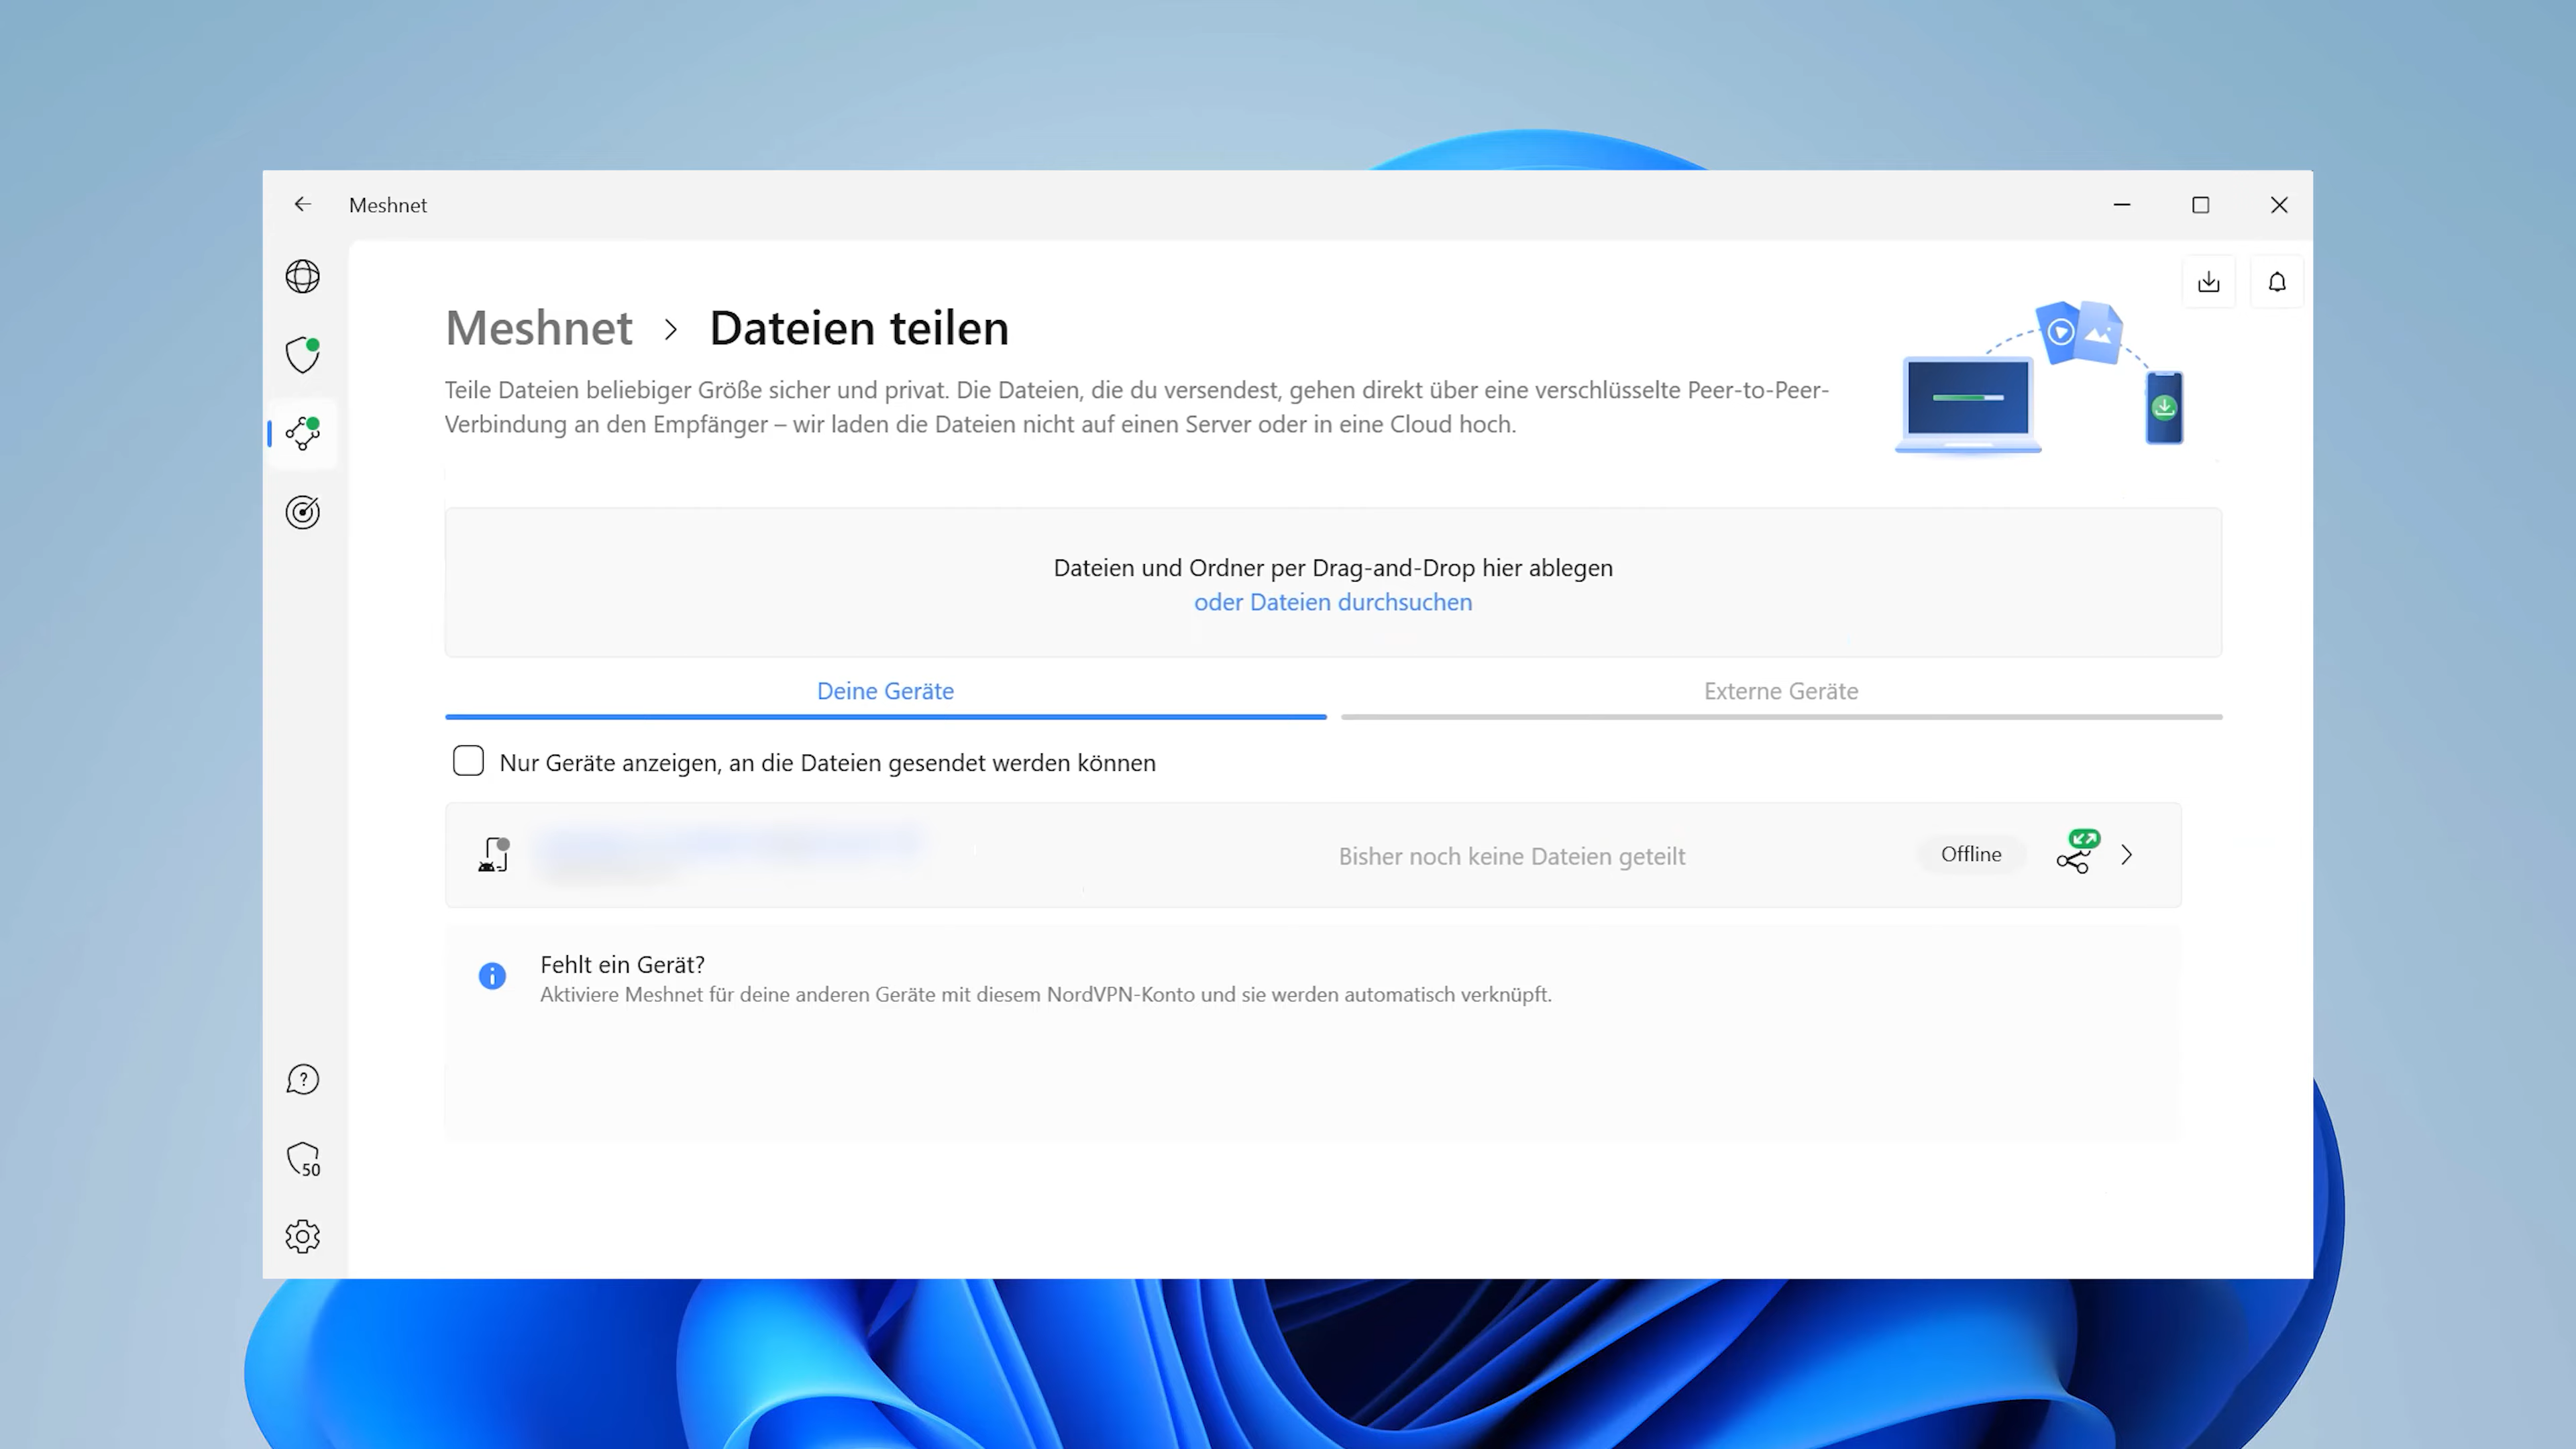 Meshnet
Meshnet > Dateien teilen
Teile Dateien beliebiger Größe sicher und privat. Die Dateien, die du versendest, gehen direkt über eine verschlüsselte Peer-to-Peer-
Verbindung an den Empfänger – wir laden die Dateien nicht auf einen Server oder in eine Cloud hoch.
Dateien und Ordner per Drag-and-Drop hier ablegen
oder Dateien durchsuchen
Deine Geräte
Externe Geräte
Nur Geräte anzeigen, an die Dateien gesendet werden können
Bisher noch keine Dateien geteilt
Offline
Fehlt ein Gerät?
Aktiviere Meshnet für deine anderen Geräte mit diesem NordVPN-Konto und sie werden automatisch verknüpft.
50